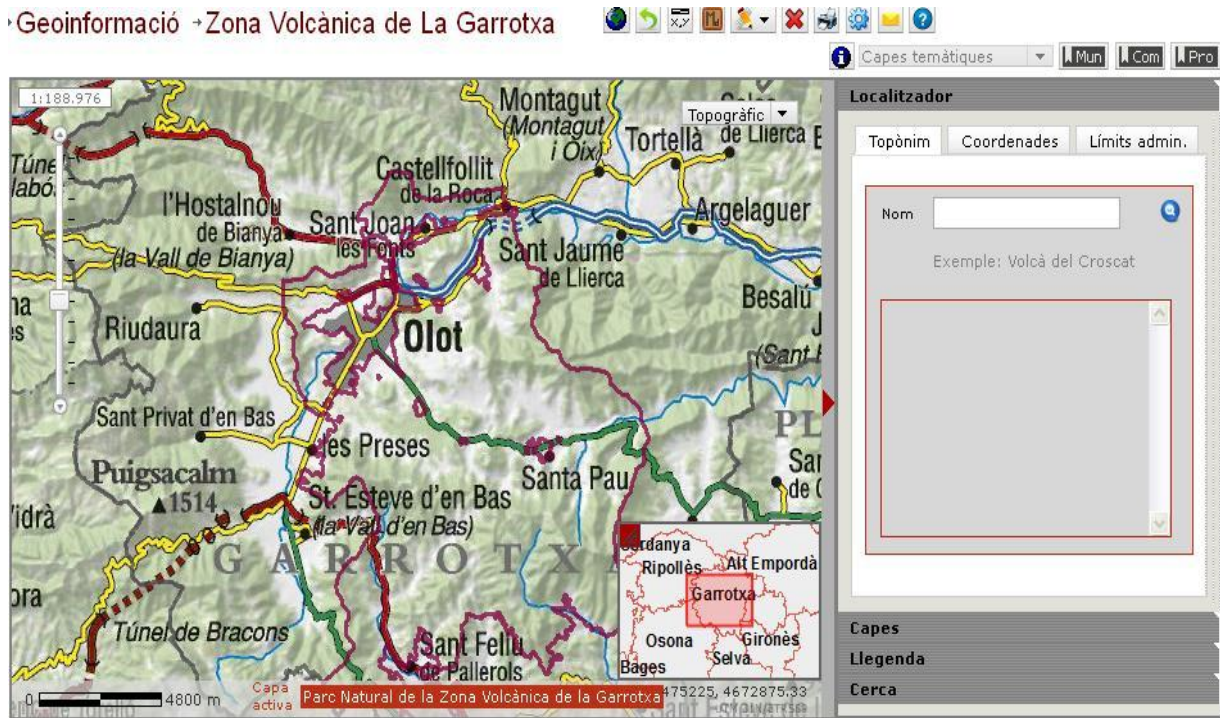 Geoinformació → Zona Volcànica de La Garrotxa
x,y
Capes temàtiques
Mun
Com
Pro
1:188.976
Topogràfic
Montagut
(Montagut
i Oix)
Tortellà
de Llierca
Castellfollit
de la Roca
l'Hostalnou
de Bianya
(la Vall de Bianya)
Sant Joan
les Fonts
Argelaguer
Sant Jaume
de Llierca
Besalú
Riudaura
Olot
(Sant
Sant Privat d'en Bas
les Preses
PL
Puigsacalm
1514
Santa Pau
St. Esteve d'en Bas
(la Vall d'en Bas)
GARROTXA
Túnel de Bracons
Sant Feliu
de Pallerols
Cerdanya
Ripollès
Alt Empordà
Garrotxa
Osona
Gironès
Selva
Bages
0
4800 m
Capa
activa
Parc Natural de la Zona Volcànica de la Garrotxa
475225, 4672875.33
Localitzador
Topònim
Coordenades
Límits admin.
Nom
Exemple: Volcà del Croscat
Capes
Llegenda
Cerca